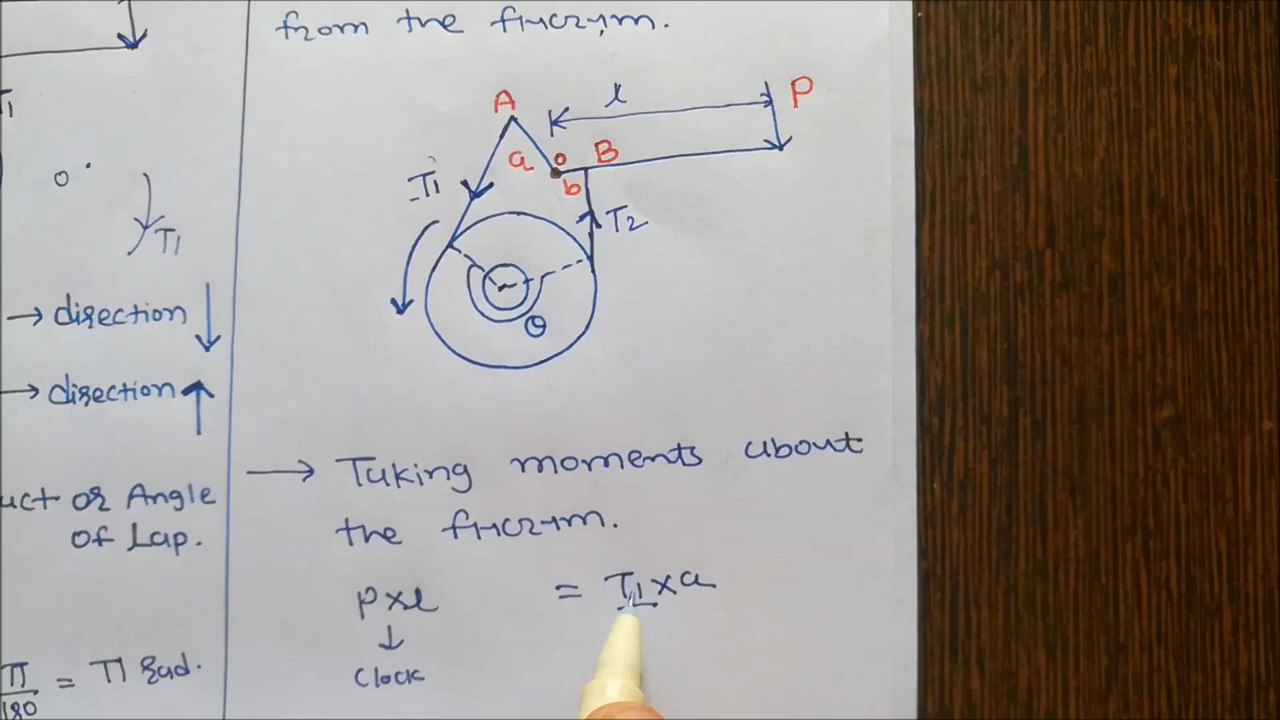 from the fulcrum.
T1
A
l
P
a
o
B
b
T1
T2
θ
o
T1
→ direction ↓
→ direction ↑
uct or Angle
of Lap.
π/180 = π rad.
→ Taking moments about
the fulcrum.
P×l = T1×a
↓
Clock